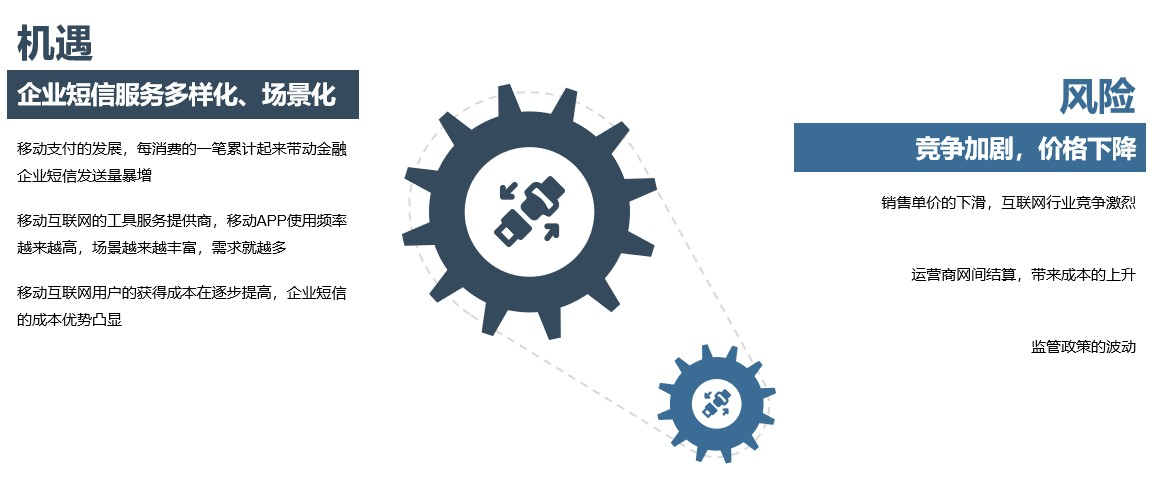 机遇
企业短信服务多样化、场景化
移动支付的发展，每消费的一笔累计起来带动金融
企业短信发送量暴增
移动互联网的工具服务提供商，移动APP使用频率
越来越高，场景越来越丰富，需求就越多
移动互联网用户的获得成本在逐步提高，企业短信
的成本优势凸显
风险
竞争加剧，价格下降
销售单价的下滑，互联网行业竞争激烈
运营商网间结算，带来成本的上升
监管政策的波动